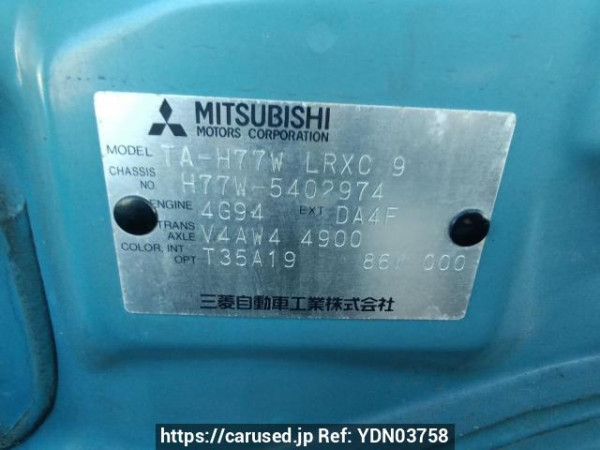 MITSUBISHI
MOTORS CORPORATION
MODEL TA-H77W LRXC 9
CHASSIS NO. H77W-5402974
ENGINE 4G94 EXT DA4F
TRANS AXLE V4AW4 4900
COLOR, INT OPT T35A19 000
三菱自動車工業株式会社
https://carused.jp Ref: YDN03758